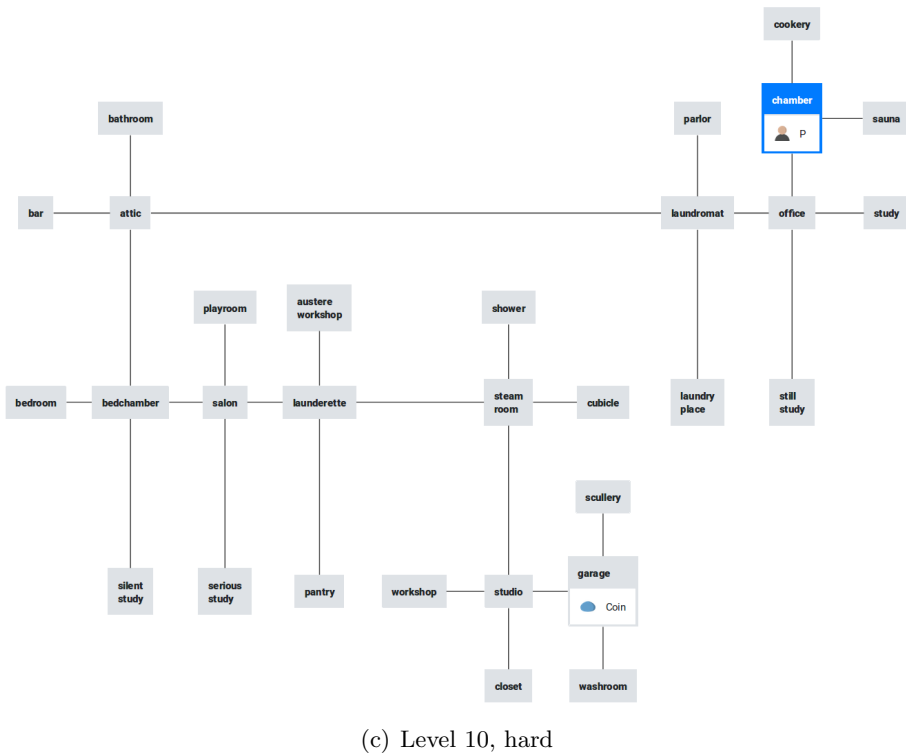 cookery
chamber
P
bathroom
parlor
sauna
bar
attic
laundromat
office
study
playroom
austere
workshop
shower
bedroom
bedchamber
salon
launderette
steam
room
cubicle
laundry
place
still
study
scullery
silent
study
serious
study
pantry
workshop
studio
garage
Coin
closet
washroom
(c) Level 10, hard